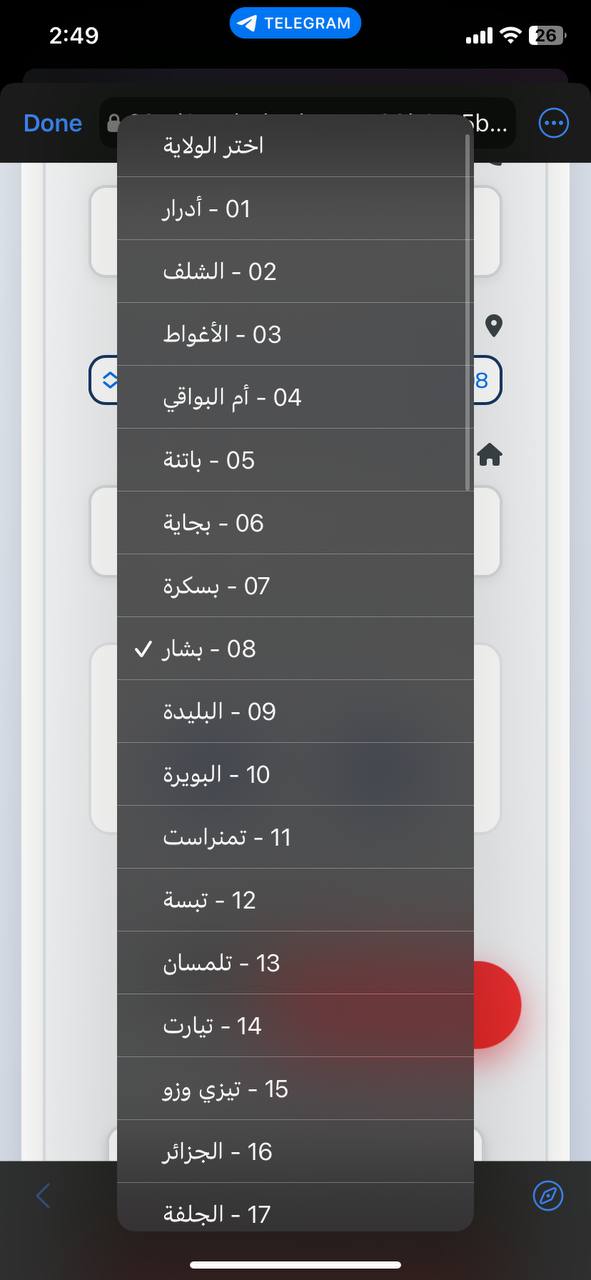 2:49
TELEGRAM
26
Done
5b...
اختر الولاية
01 - أدرار
02 - الشلف
03 - الأغواط
04 - أم البواقي
05 - باتنة
06 - بجاية
07 - بسكرة
08 - بشار
09 - البليدة
10 - البويرة
11 - تمنراست
12 - تبسة
13 - تلمسان
14 - تيارت
15 - تيزي وزو
16 - الجزائر
17 - الجلفة